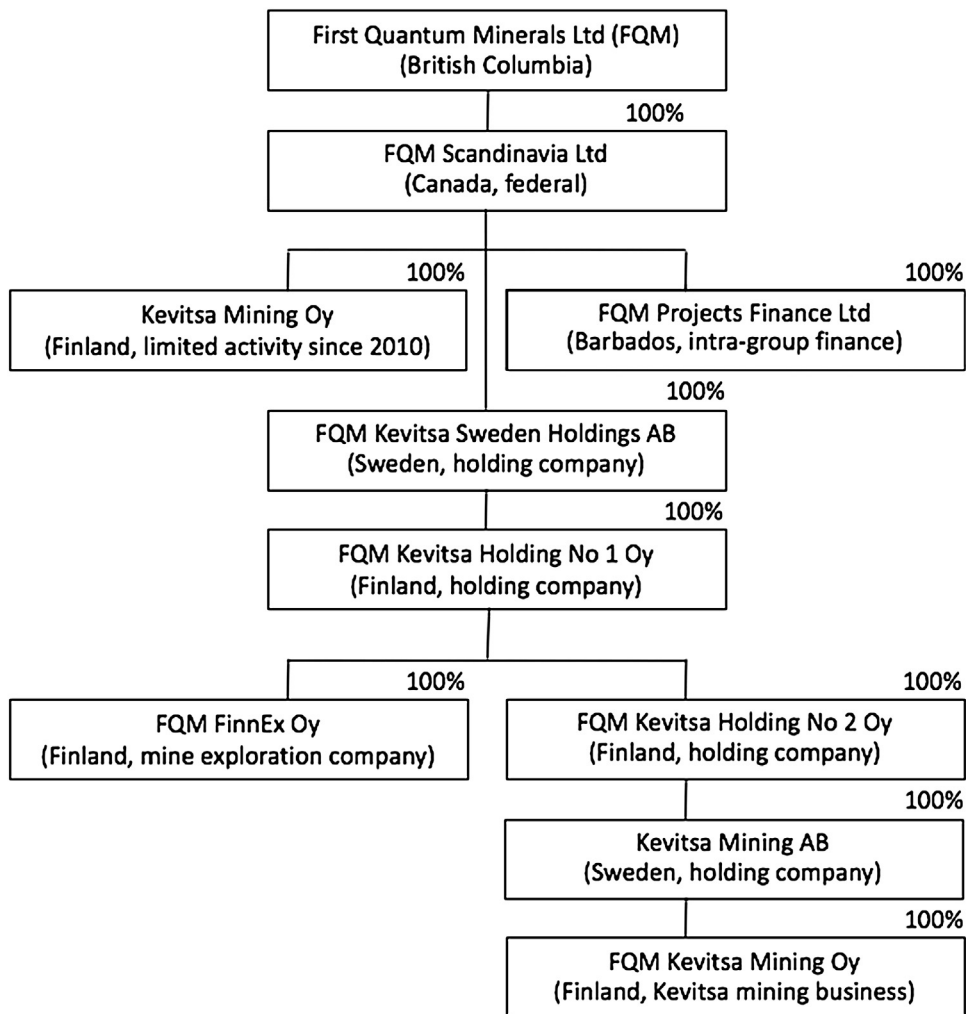 First Quantum Minerals Ltd (FQM)
(British Columbia)
100%
FQM Scandinavia Ltd
(Canada, federal)
100%
Kevitsa Mining Oy
(Finland, limited activity since 2010)
100%
FQM Projects Finance Ltd
(Barbados, intra-group finance)
100%
FQM Kevitsa Sweden Holdings AB
(Sweden, holding company)
100%
FQM Kevitsa Holding No 1 Oy
(Finland, holding company)
100%
FQM FinnEx Oy
(Finland, mine exploration company)
100%
FQM Kevitsa Holding No 2 Oy
(Finland, holding company)
100%
Kevitsa Mining AB
(Sweden, holding company)
100%
FQM Kevitsa Mining Oy
(Finland, Kevitsa mining business)